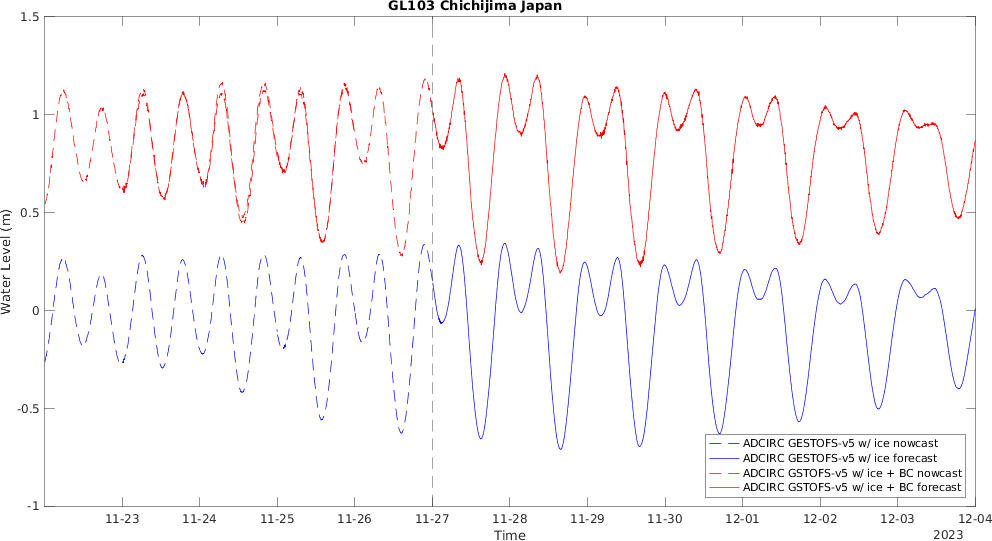 GL103 Chichijima Japan
1.5
1
0.5
0
-0.5
-1
Water Level (m)
ADCIRC GESTOFS-v5 w/ ice nowcast
ADCIRC GESTOFS-v5 w/ ice forecast
ADCIRC GSTOFS-v5 w/ ice + BC nowcast
ADCIRC GSTOFS-v5 w/ ice + BC forecast
11-23 11-24 11-25 11-26 11-27 11-28 11-29 11-30 12-01 12-02 12-03 12-04
Time
2023